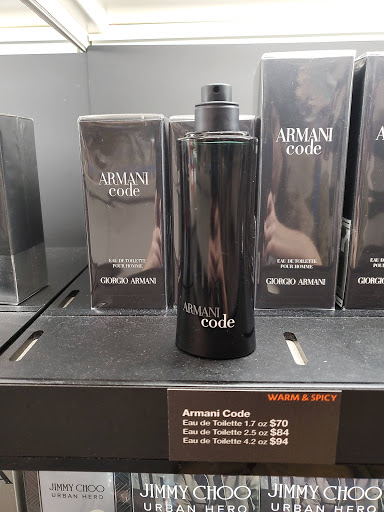 ARMANI
code
EAU DE TOILETTE
POUR HOMME
GIORGIO ARMANI
ARMANI
code
ARMANI
code
EAU DE TOILETTE
POUR HOMME
GIORGIO ARMANI
WARM & SPICY
Armani Code
Eau de Toilette 1.7 oz $70
Eau de Toilette 2.5 oz $84
Eau de Toilette 4.2 oz $94
JIMMY CHOO
URBAN HERO
JIMMY CHOO
URBAN HERO
JIMMY CHOO
URBAN HERO